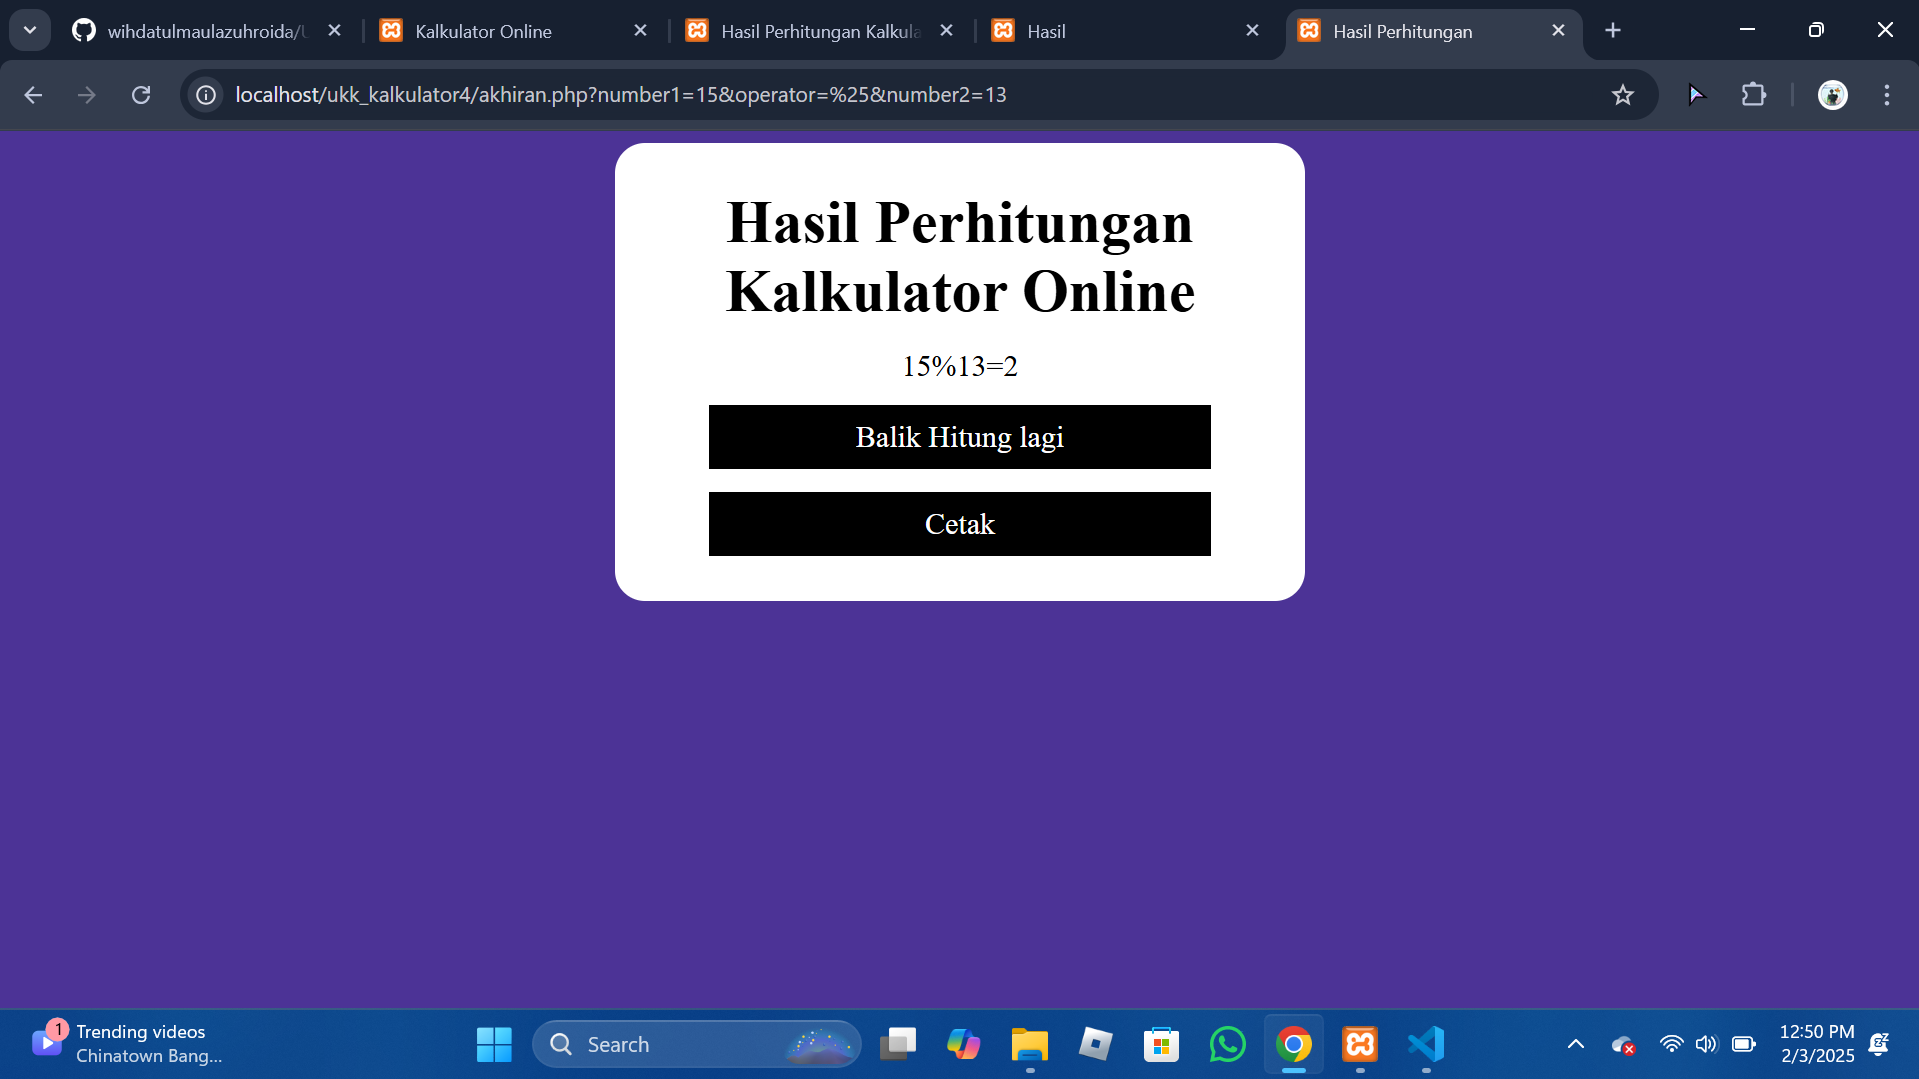 wihdatulmaulazuhroida/
Kalkulator Online
Hasil Perhitungan Kalkula
Hasil
Hasil Perhitungan
localhost/ukk_kalkulator4/akhiran.php?number1=15&operator=%25&number2=13
Hasil Perhitungan
Kalkulator Online
15%13=2
Balik Hitung lagi
Cetak
1
Trending videos
Chinatown Bang...
Search
12:50 PM
2/3/2025